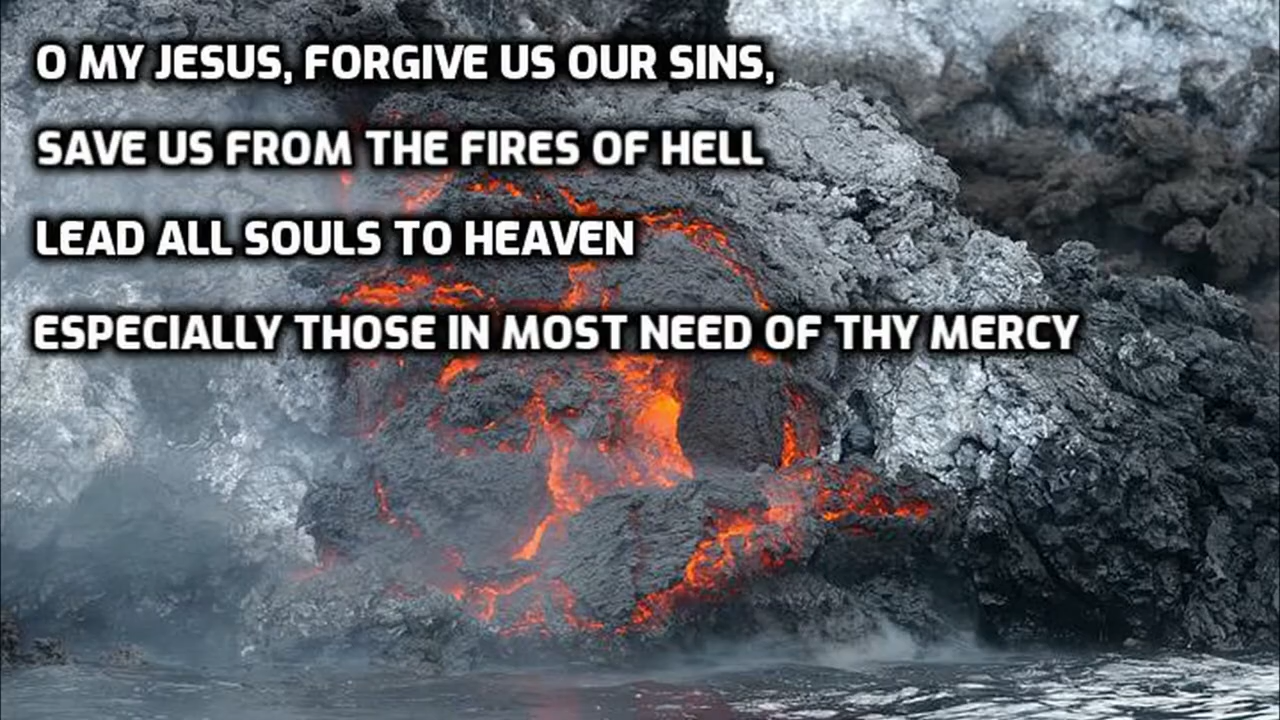 O MY JESUS, FORGIVE US OUR SINS,
SAVE US FROM THE FIRES OF HELL
LEAD ALL SOULS TO HEAVEN
ESPECIALLY THOSE IN MOST NEED OF THY MERCY